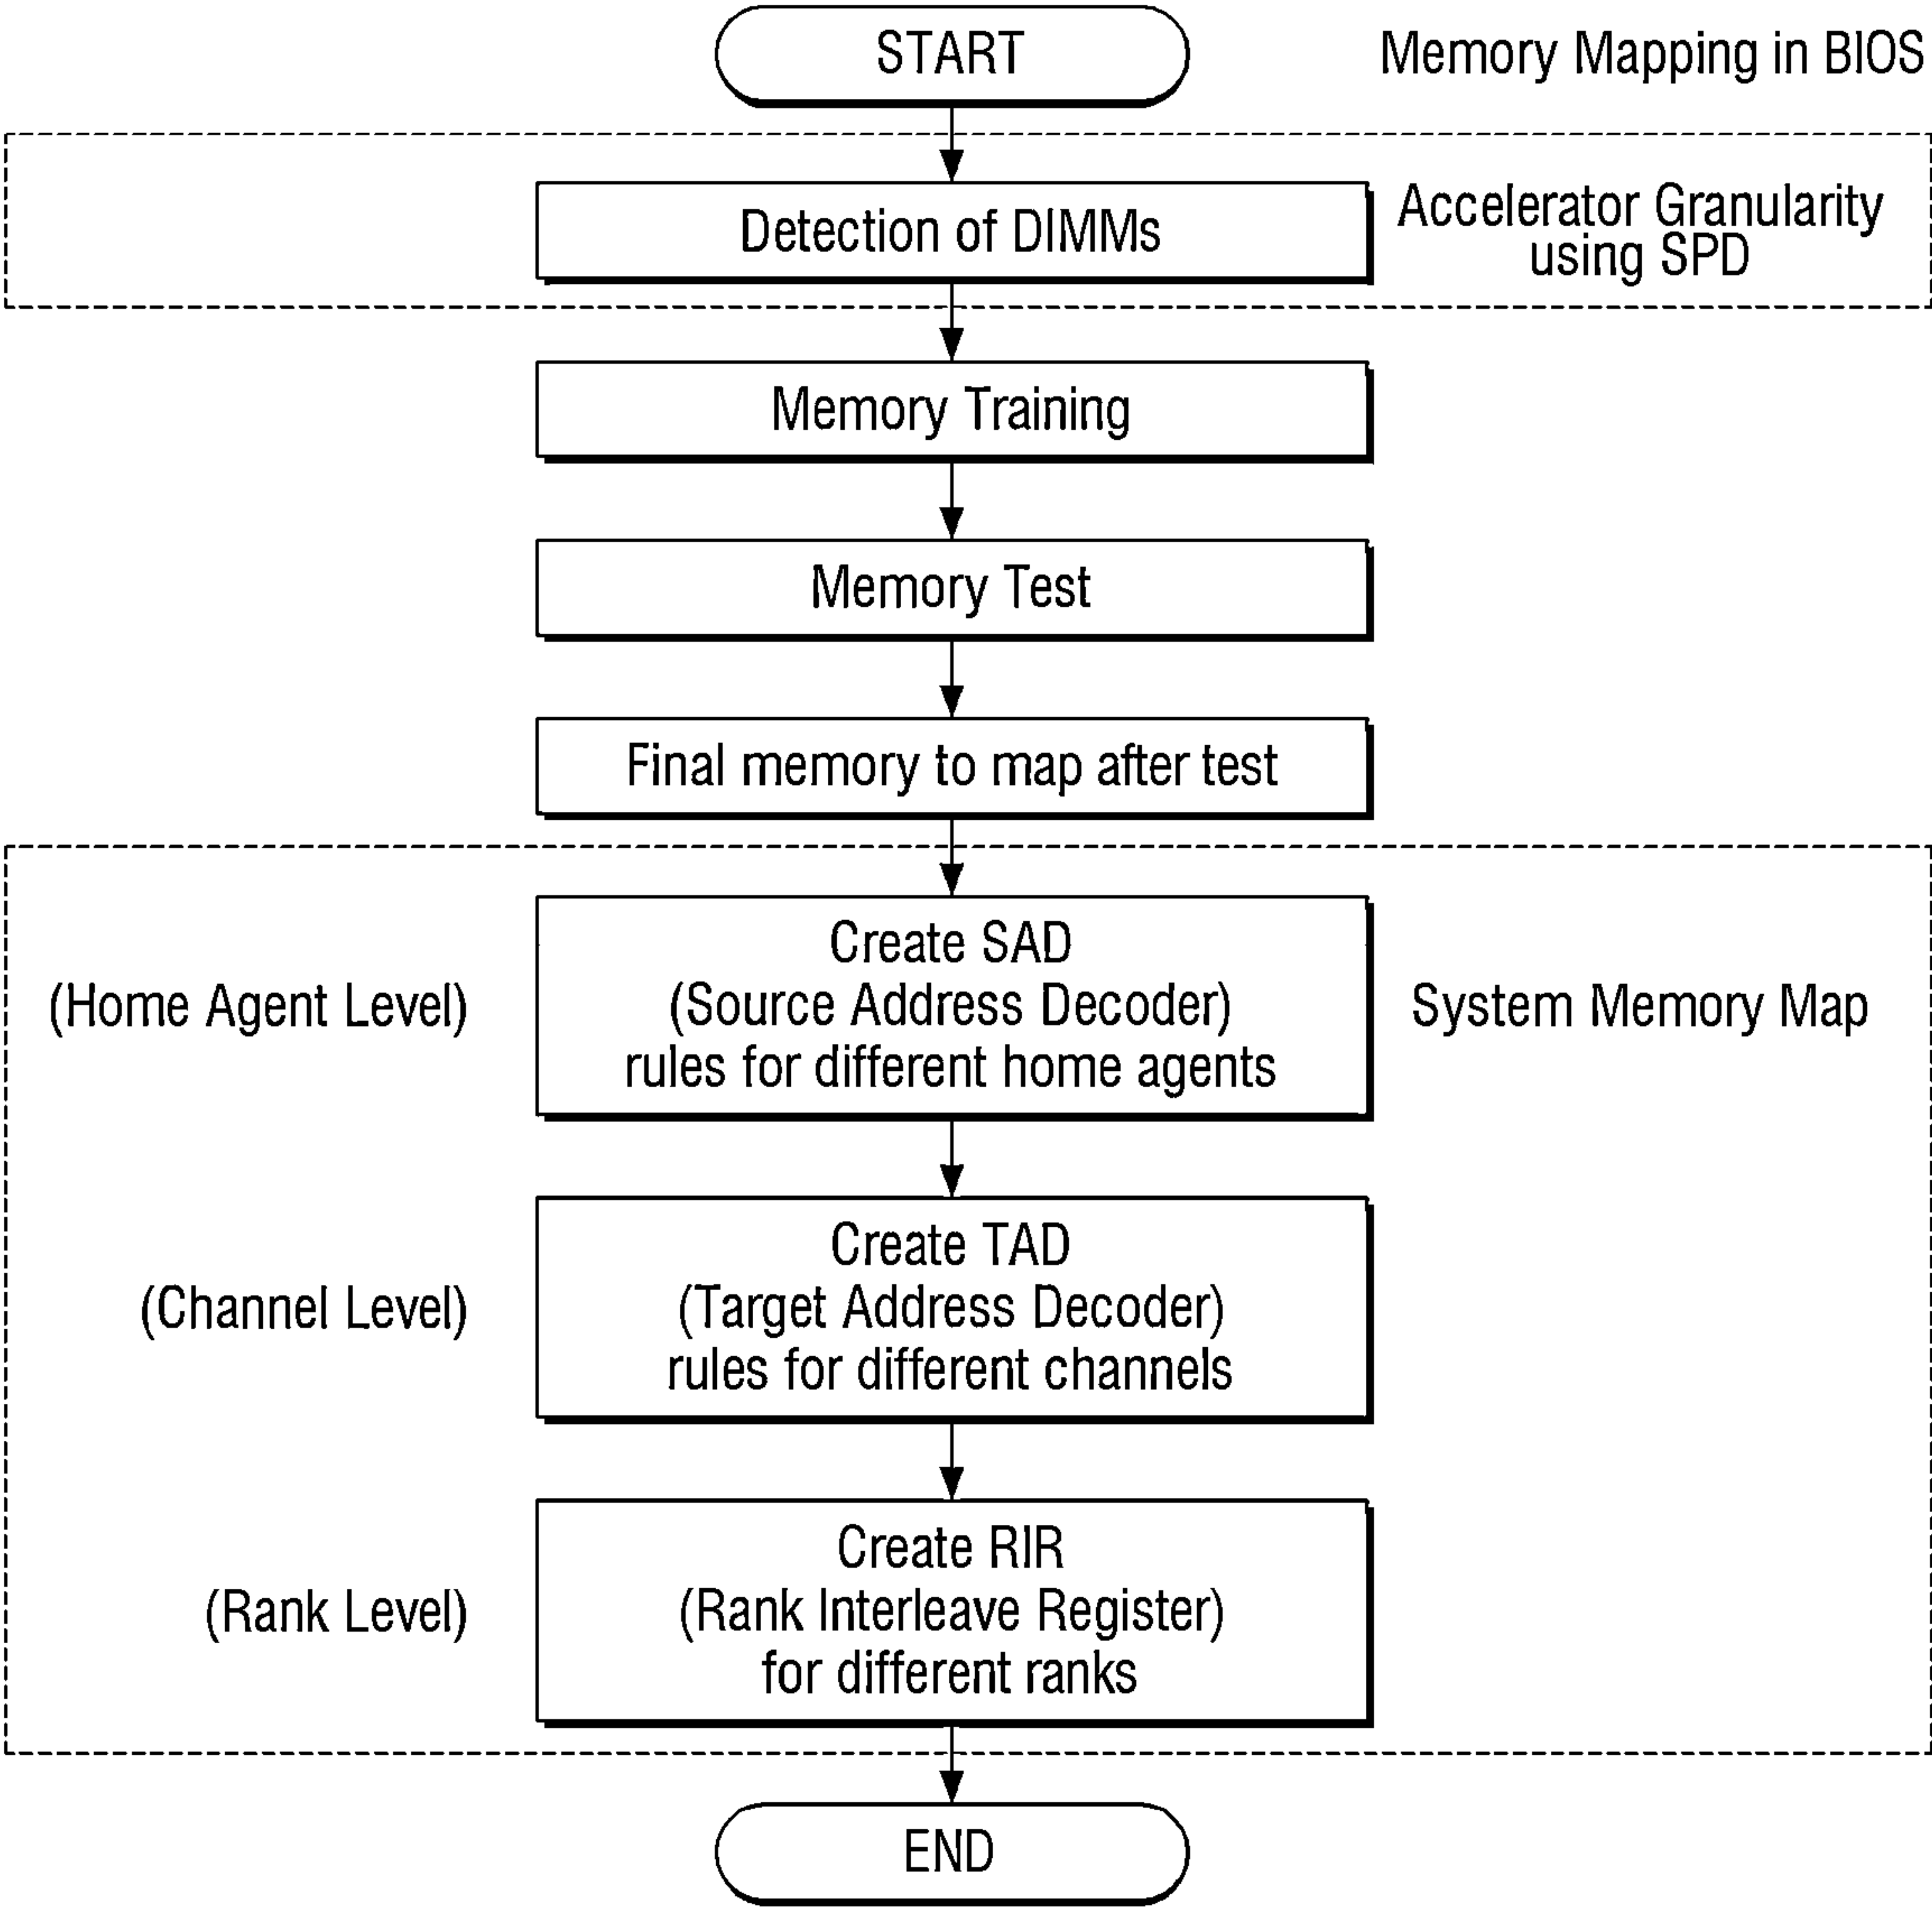 START
Memory Mapping in BIOS
Detection of DIMMs
Accelerator Granularity
using SPD
Memory Training
Memory Test
Final memory to map after test
(Home Agent Level)
Create SAD
(Source Address Decoder)
rules for different home agents
System Memory Map
(Channel Level)
Create TAD
(Target Address Decoder)
rules for different channels
(Rank Level)
Create RIR
(Rank Interleave Register)
for different ranks
END